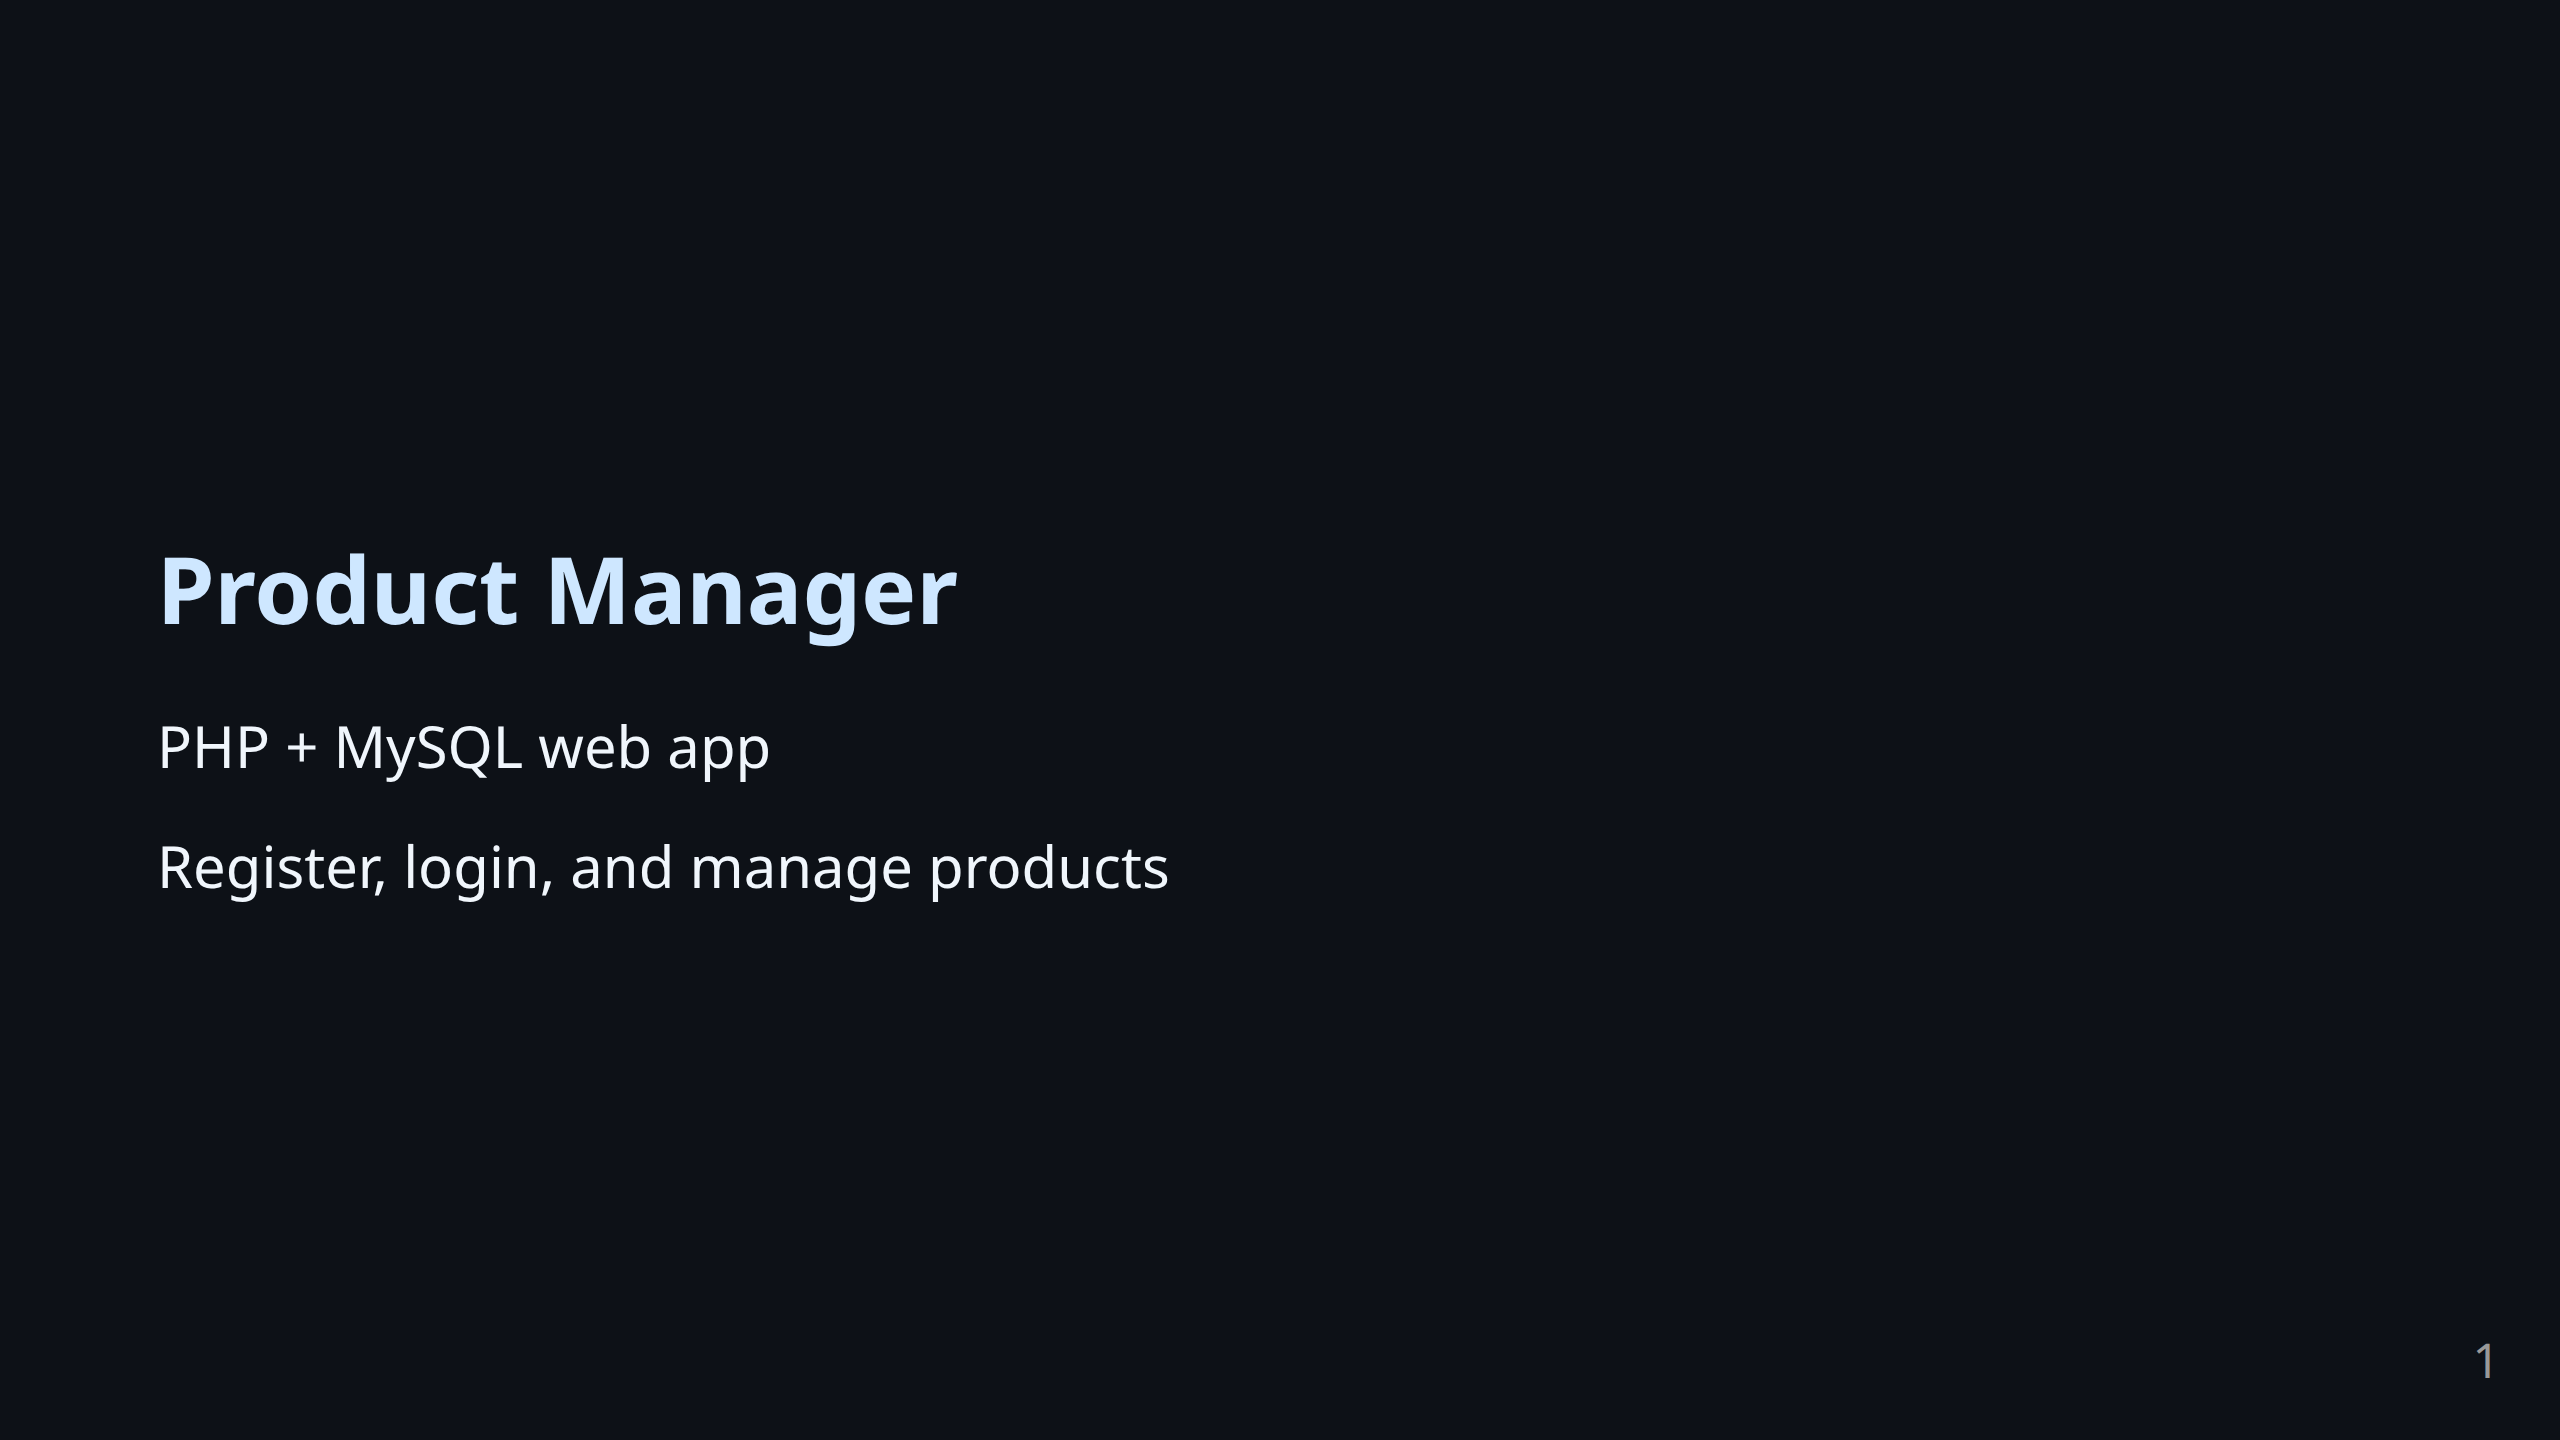 Product Manager
PHP + MySQL web app
Register, login, and manage products
1